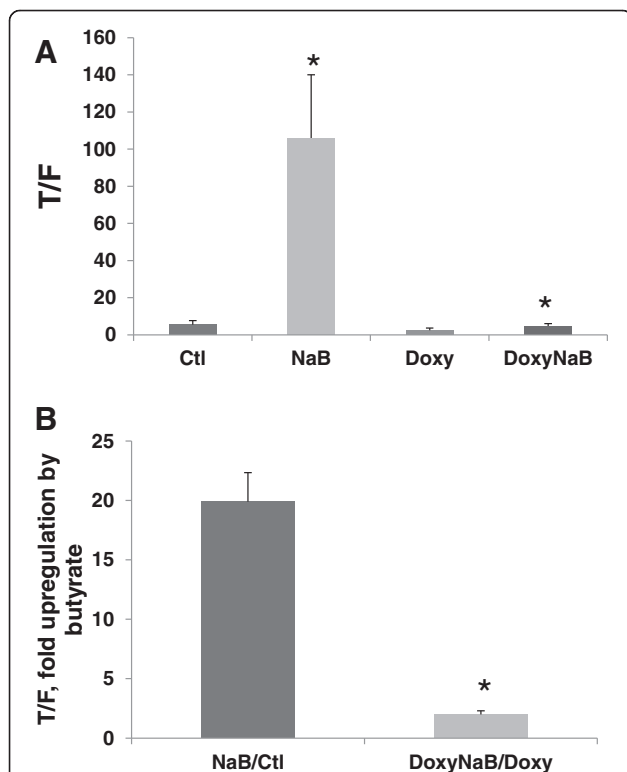 A
160
140
120
100
80
60
40
20
0
T/F
*
*
Ctl NaB Doxy DoxyNaB
B
25
20
15
10
5
0
T/F, fold upregulation by
butyrate
*
NaB/Ctl DoxyNaB/Doxy